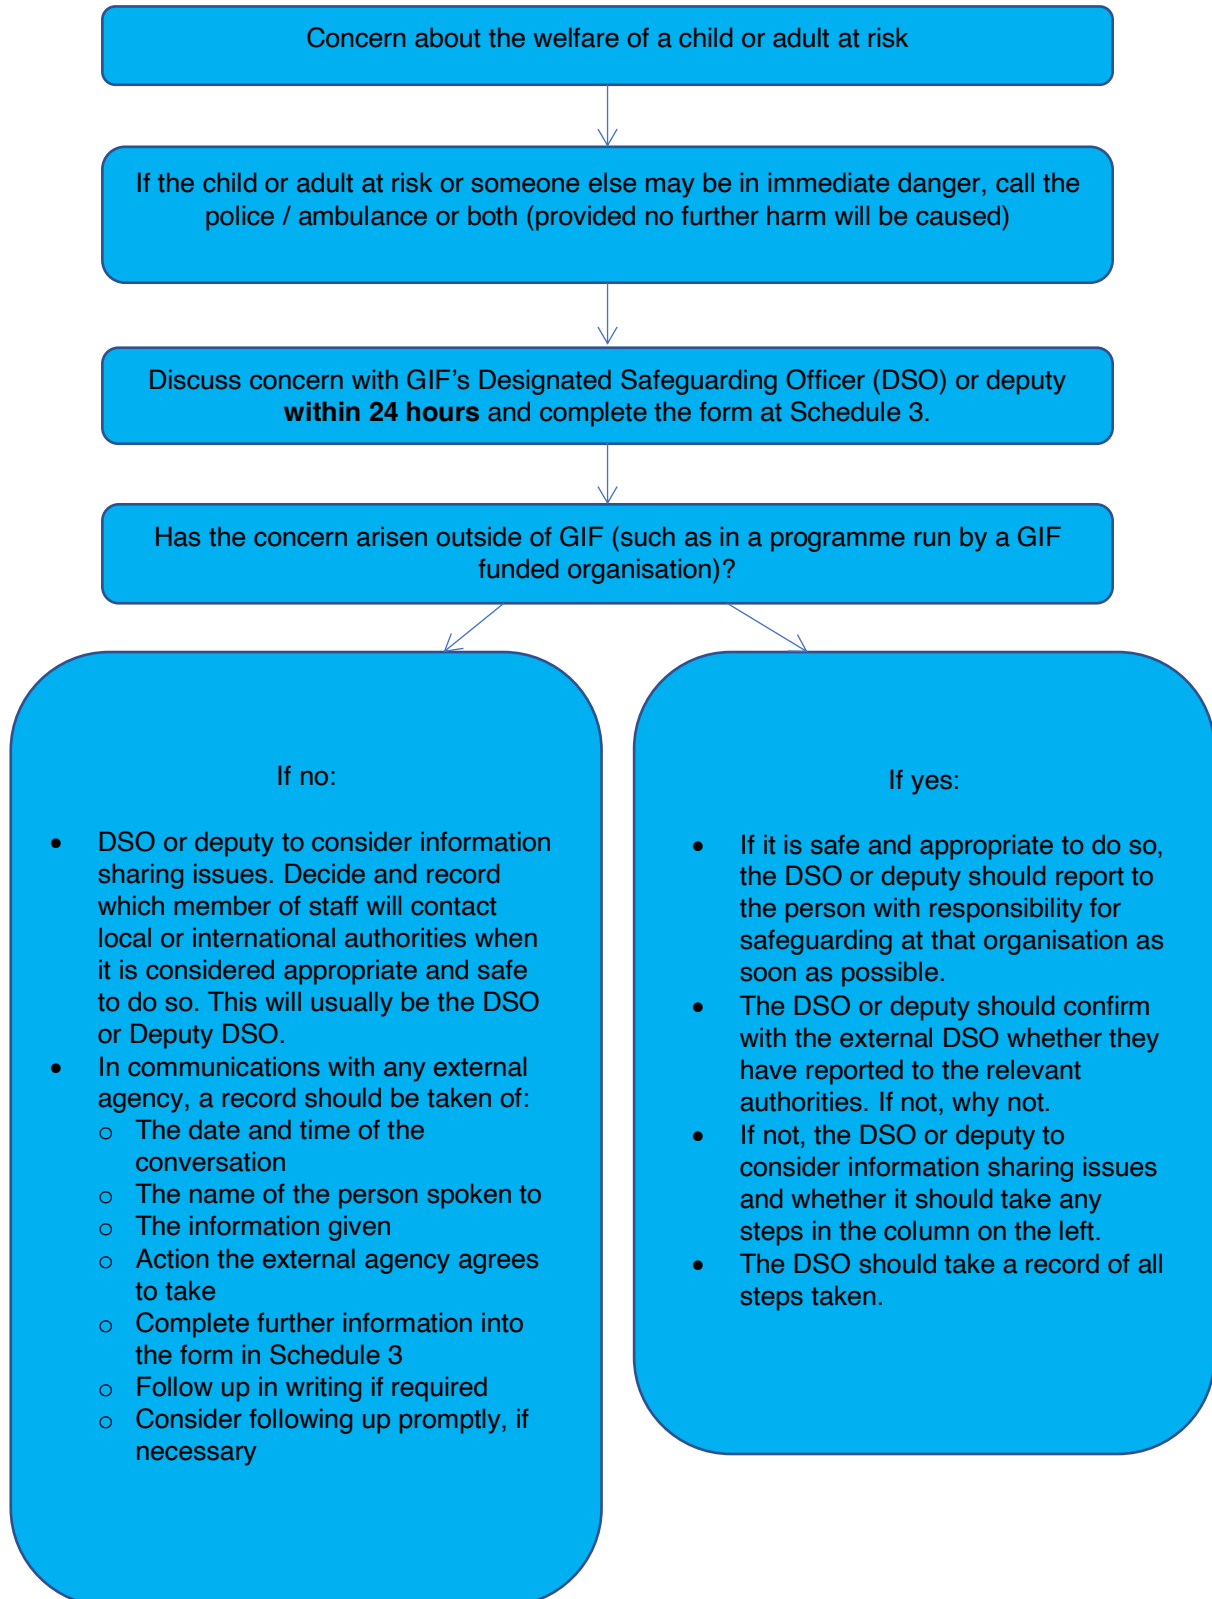 Concern about the welfare of a child or adult at risk
If the child or adult at risk or someone else may be in immediate danger, call the
police / ambulance or both (provided no further harm will be caused)
Discuss concern with GIF's Designated Safeguarding Officer (DSO) or deputy
within 24 hours and complete the form at Schedule 3.
Has the concern arisen outside of GIF (such as in a programme run by a GIF
funded organisation)?
If no:
• DSO or deputy to consider information
sharing issues. Decide and record
which member of staff will contact
local or international authorities when
it is considered appropriate and safe
to do so. This will usually be the DSO
or Deputy DSO.
• In communications with any external
agency, a record should be taken of:
o The date and time of the
conversation
o The name of the person spoken to
o The information given
o Action the external agency agrees
to take
o Complete further information into
the form in Schedule 3
o Follow up in writing if required
o Consider following up promptly, if
necessary
If yes:
• If it is safe and appropriate to do so,
the DSO or deputy should report to
the person with responsibility for
safeguarding at that organisation as
soon as possible.
• The DSO or deputy should confirm
with the external DSO whether they
have reported to the relevant
authorities. If not, why not.
• If not, the DSO or deputy to
consider information sharing issues
and whether it should take any
steps in the column on the left.
• The DSO should take a record of all
steps taken.